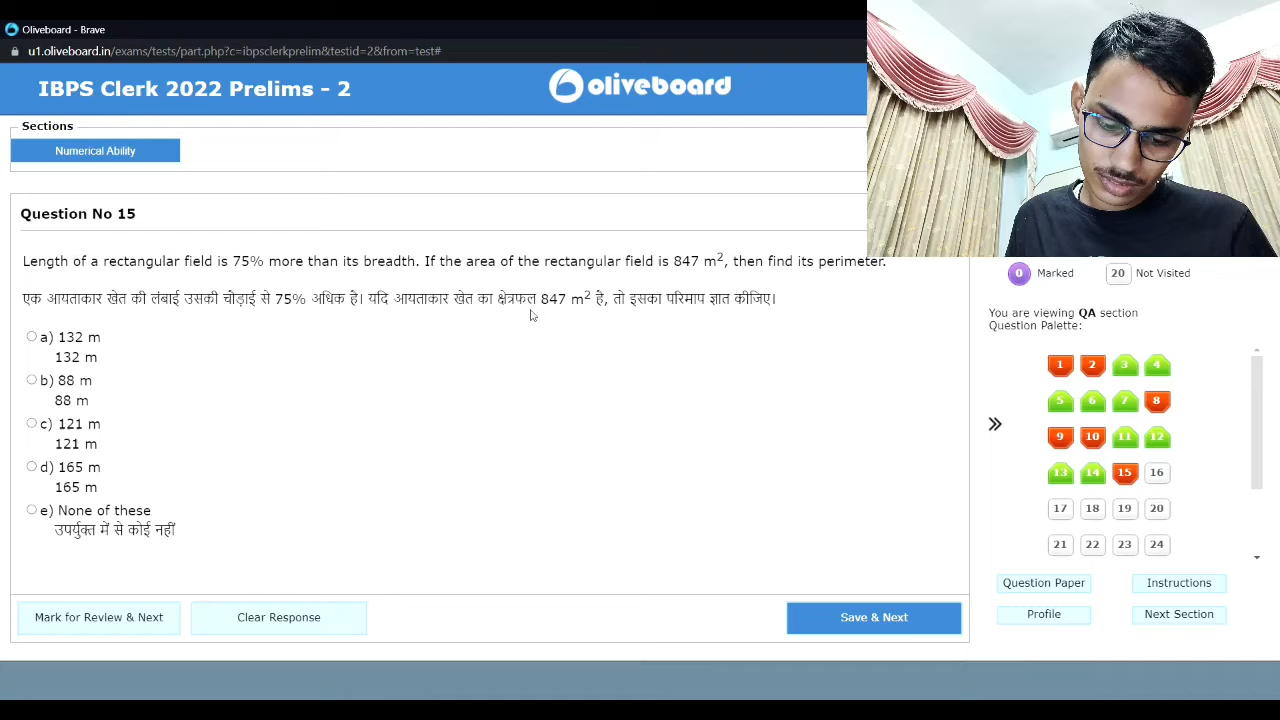 Oliveboard - Brave
u1.oliveboard.in/exams/tests/part.php?c=ibpsclerkprelim&testid=2&from=test#
IBPS Clerk 2022 Prelims - 2
oliveboard
Sections
Numerical Ability
Question No 15
Length of a rectangular field is 75% more than its breadth. If the area of the rectangular field is 847 m², then find its perimeter.
एक आयताकार खेत की लंबाई उसकी चौड़ाई से 75% अधिक है। यदि आयताकार खेत का क्षेत्रफल 847 m² है, तो इसका परिमाप ज्ञात कीजिए।
a) 132 m
132 m
b) 88 m
88 m
c) 121 m
121 m
d) 165 m
165 m
e) None of these
उपर्युक्त में से कोई नहीं
Mark for Review & Next
Clear Response
Save & Next
0 Marked 20 Not Visited
You are viewing QA section
Question Palette:
1 2 3 4
5 6 7 8
9 10 11 12
13 14 15 16
17 18 19 20
21 22 23 24
Question Paper Instructions
Profile Next Section